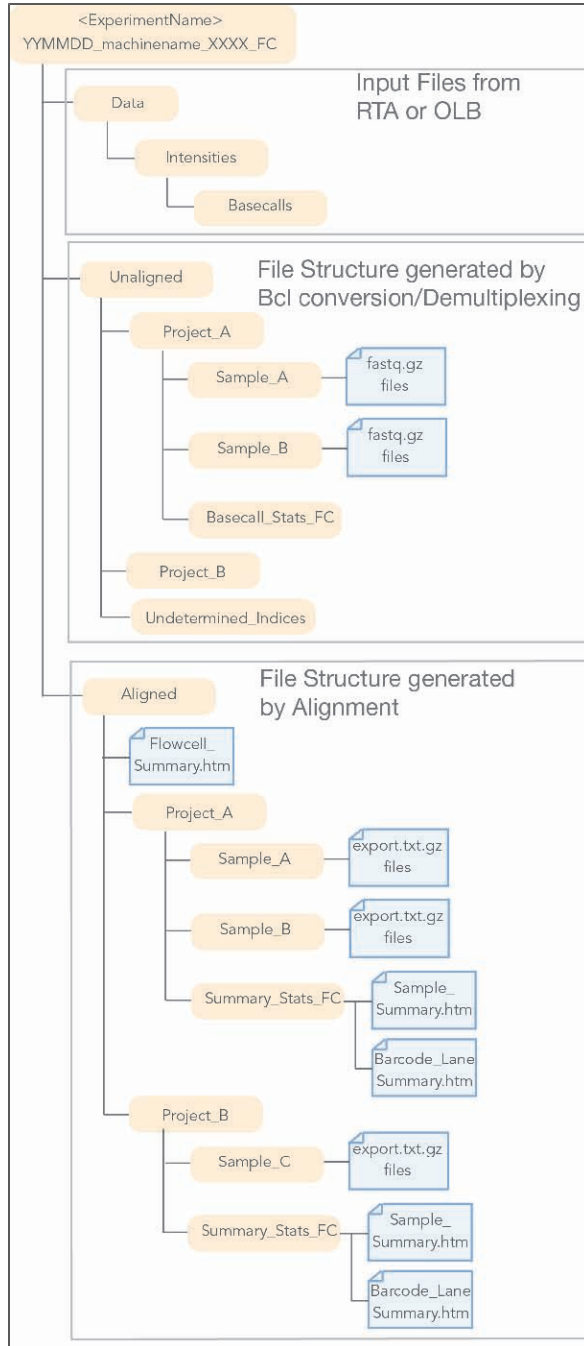 <ExperimentName>
YYMMDD_machinename_XXXX_FC
Input Files from
RTA or OLB
Data
Intensities
Basecalls
File Structure generated by
Bcl conversion/Demultiplexing
Unaligned
Project_A
Sample_A
fastq.gz
files
Sample_B
fastq.gz
files
Basecall_Stats_FC
Project_B
Undetermined_Indices
File Structure generated
by Alignment
Aligned
Flowcell_
Summary.htm
Project_A
Sample_A
export.txt.gz
files
Sample_B
export.txt.gz
files
Summary_Stats_FC
Sample_
Summary.htm
Barcode_Lane
Summary.htm
Project_B
Sample_C
export.txt.gz
files
Summary_Stats_FC
Sample_
Summary.htm
Barcode_Lane
Summary.htm